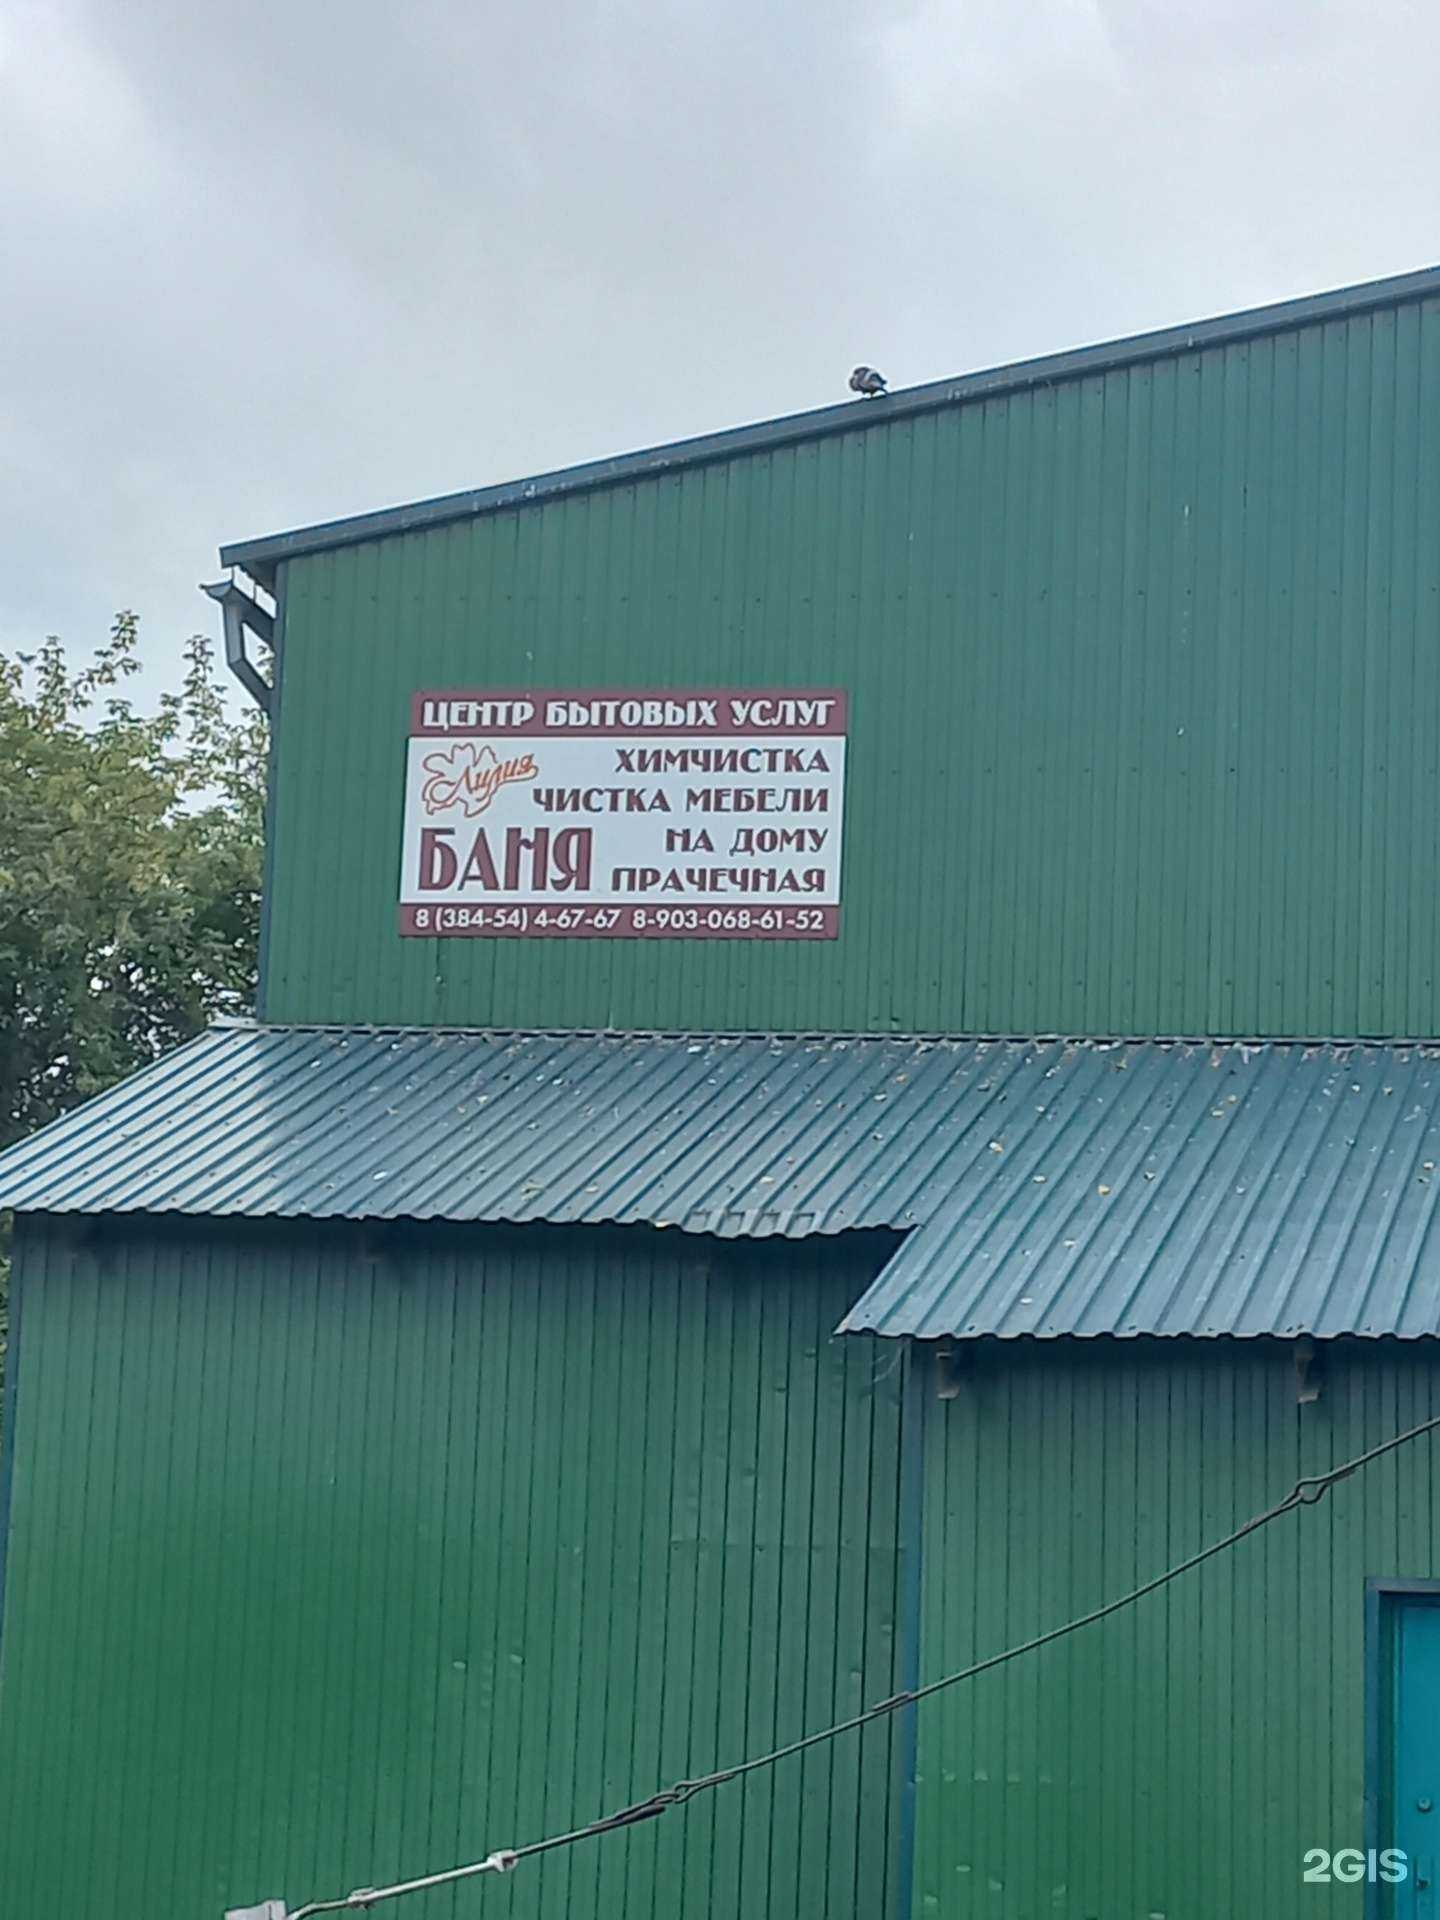 ЦЕНТР БЫТОВЫХ УСЛУГ
Лилия
ХИМЧИСТКА
ЧИСТКА МЕБЕЛИ
НА ДОМУ
БАНЯ
ПРАЧЕЧНАЯ
8 (384-54) 4-67-67 8-903-068-61-52
2GIS